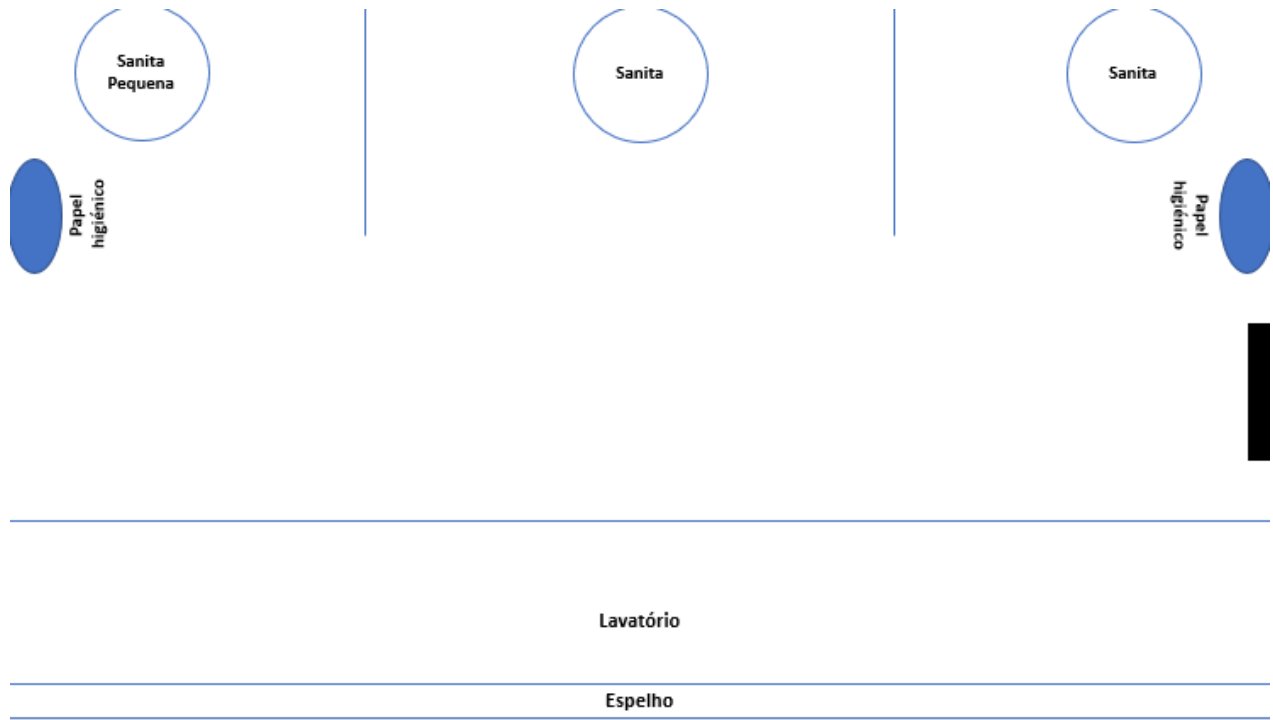 Sanita
Pequena
Sanita
Sanita
Papel
higiénico
Papel
higiénico
Lavatório
Espelho